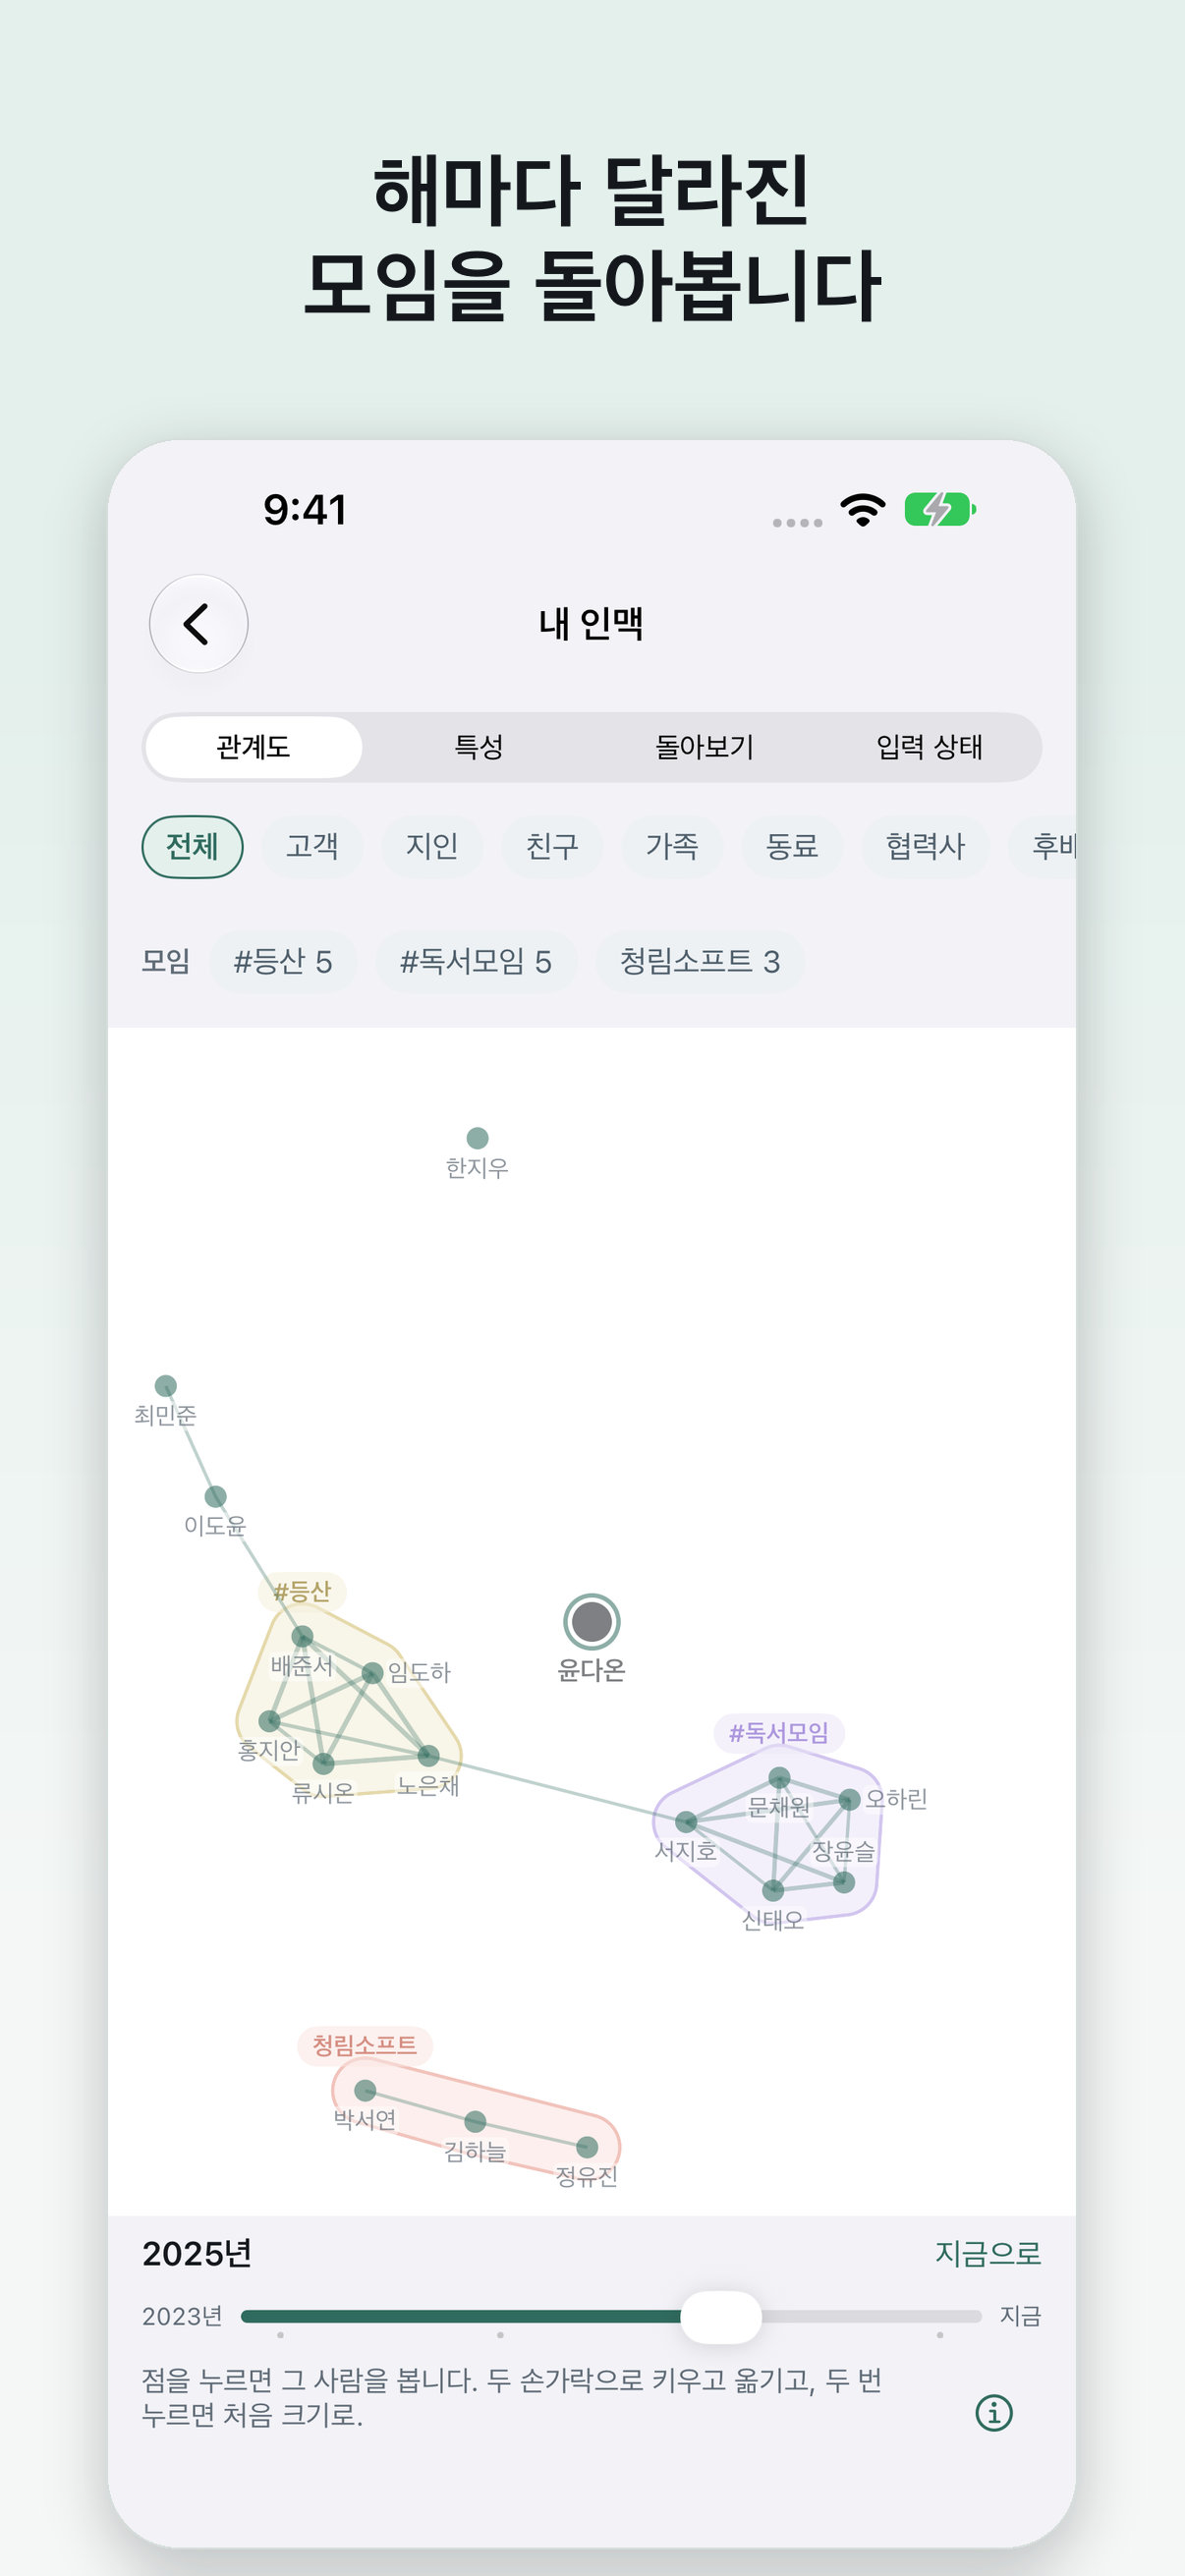 해마다 달라진
모임을 돌아봅니다
9:41
내 인맥
관계도 특성 돌아보기 입력 상태
전체 고객 지인 친구 가족 동료 협력사
모임 #등산 5 #독서모임 5 청림소프트 3
한지우
최민준
이도윤
#등산
배준서
임도하
윤다온
홍지안
류시온
노은채
#독서모임
문채원
오하린
서지호
장윤슬
신태오
청림소프트
박서연
김하늘
정유진
2025년 지금으로
2023년 지금
점을 누르면 그 사람을 봅니다. 두 손가락으로 키우고 옮기고, 두 번
누르면 처음 크기로.